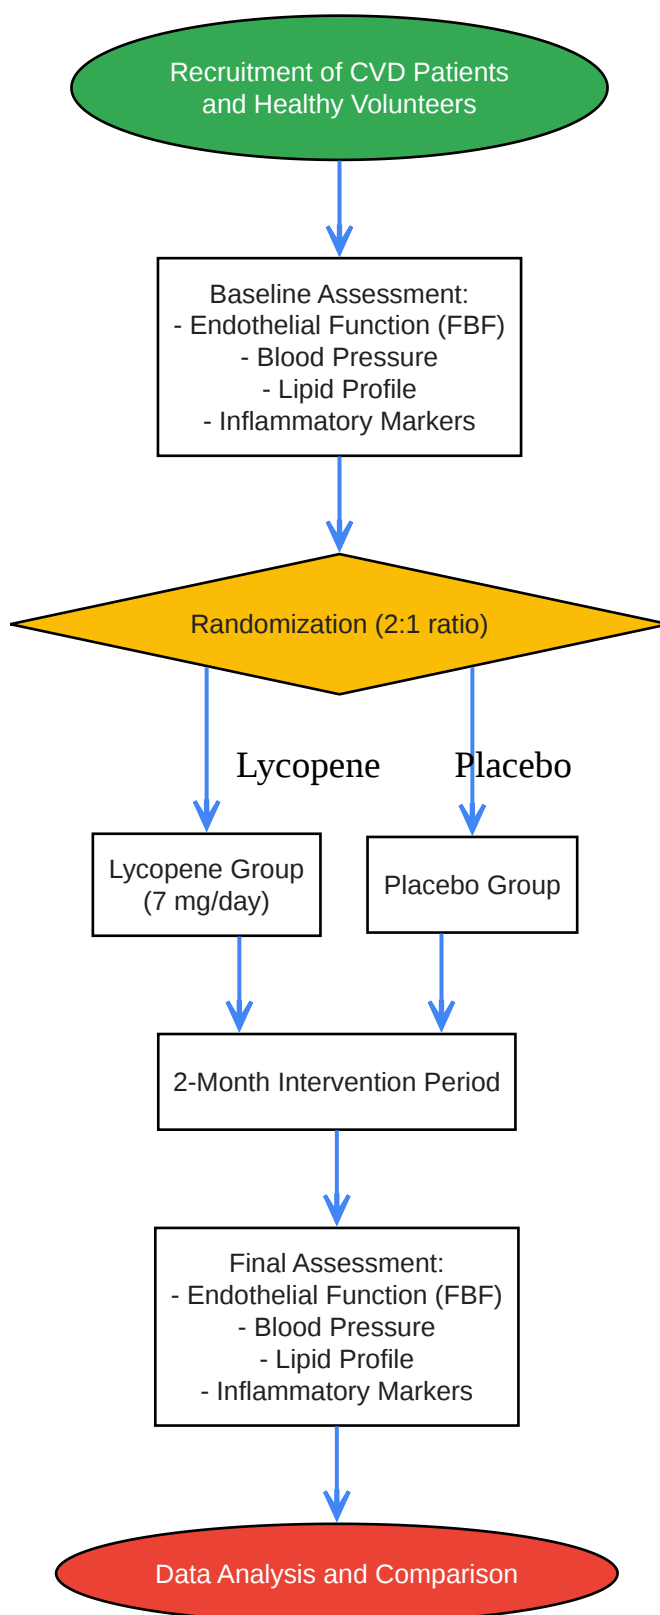 Recruitment of CVD Patients
and Healthy Volunteers
Baseline Assessment:
- Endothelial Function (FBF)
- Blood Pressure
- Lipid Profile
- Inflammatory Markers
Randomization (2:1 ratio)
Lycopene
Placebo
Lycopene Group
(7 mg/day)
Placebo Group
2-Month Intervention Period
Final Assessment:
- Endothelial Function (FBF)
- Blood Pressure
- Lipid Profile
- Inflammatory Markers
Data Analysis and Comparison